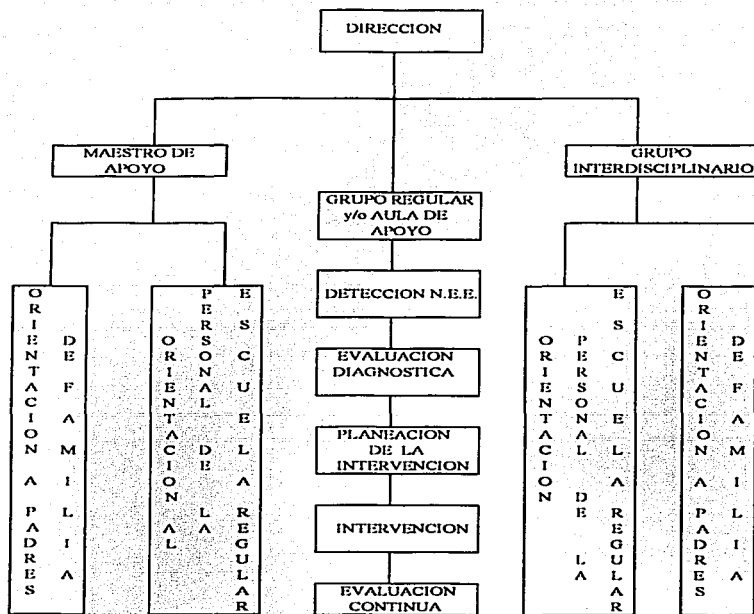 DIRECCION
MAESTRO DE
APOYO
GRUPO
INTERDISCIPLINARIO
GRUPO REGULAR
y/o AULA DE
APOYO
DETECCION N.E.E.
EVALUACION
DIAGNOSTICA
PLANEACION
DE LA
INTERVENCION
INTERVENCION
EVALUACION
CONTINUA
ORIENTACION A PADRES
DE FAMILIA
ORIENTACION AL
PERSONAL DE LA
ESCUELA REGULAR
ORIENTACION
PERSONAL DE LA
ESCUELA REGULAR
ORIENTACION A PADRES
DE FAMILIA